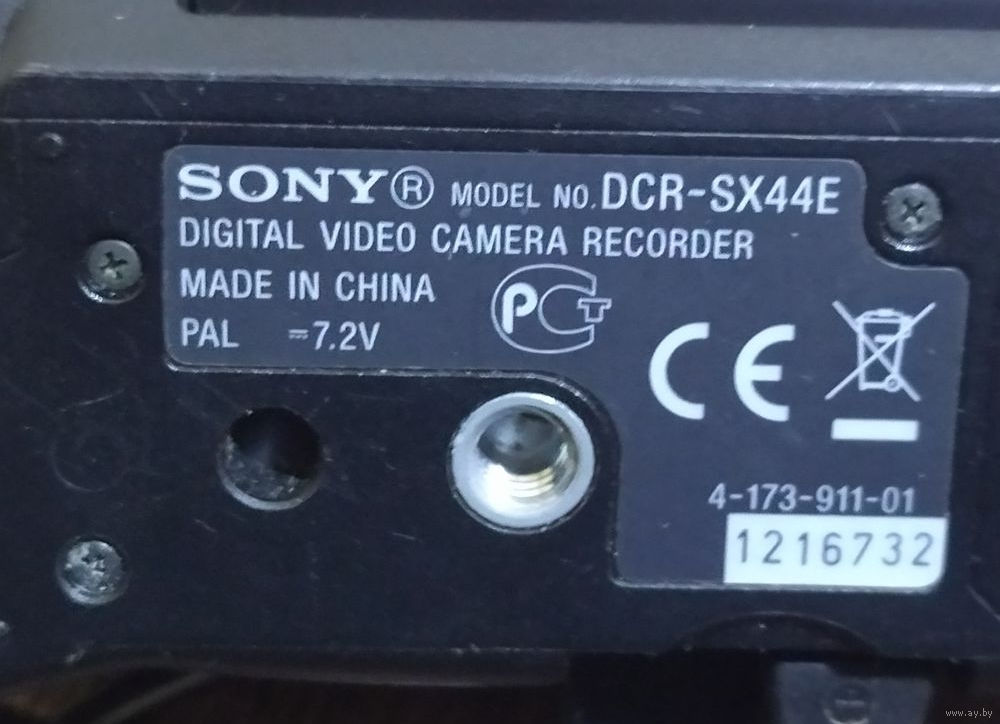 SONY® MODEL NO. DCR-SX44E
DIGITAL VIDEO CAMERA RECORDER
MADE IN CHINA
PAL ⎓7.2V
PCT
CE
4-173-911-01
1216732
www.ay.by